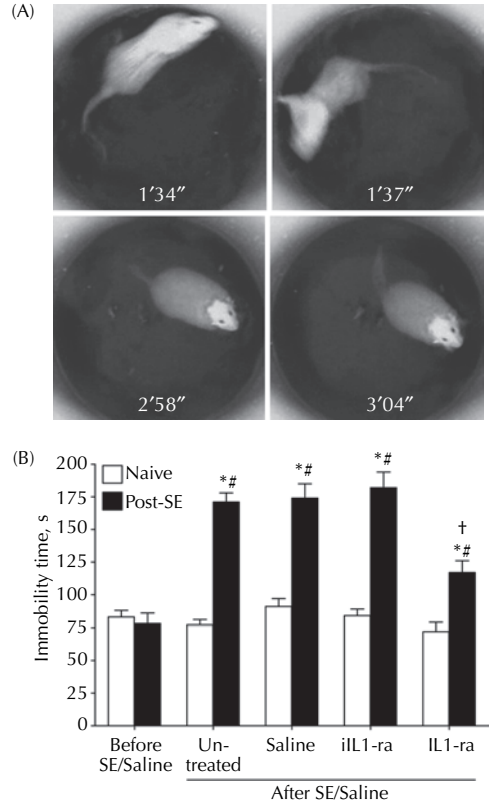 (A)
1′34″
1′37″
2′58″
3′04″
(B)
200
175
150
125
100
75
50
25
0
Immobility time, s
Naive
Post-SE
*#
*#
*#
†
*#
Before
SE/Saline
Un-
treated
Saline
iIL1-ra
IL1-ra
After SE/Saline